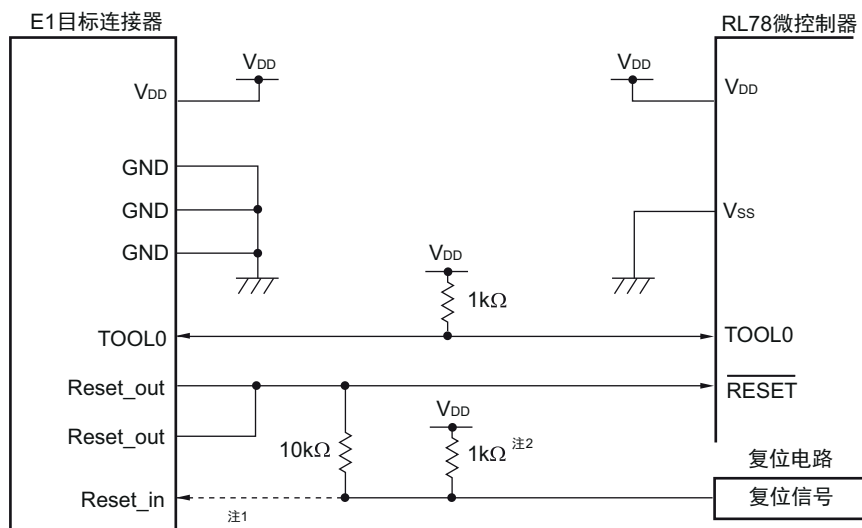 E1目标连接器
RL78微控制器
VDD
VDD
VDD
VDD
GND
GND
GND
VSS
VDD
1kΩ
TOOL0
TOOL0
Reset_out
RESET
Reset_out
VDD
10kΩ
1kΩ 注2
复位电路
Reset_in
注1
复位信号